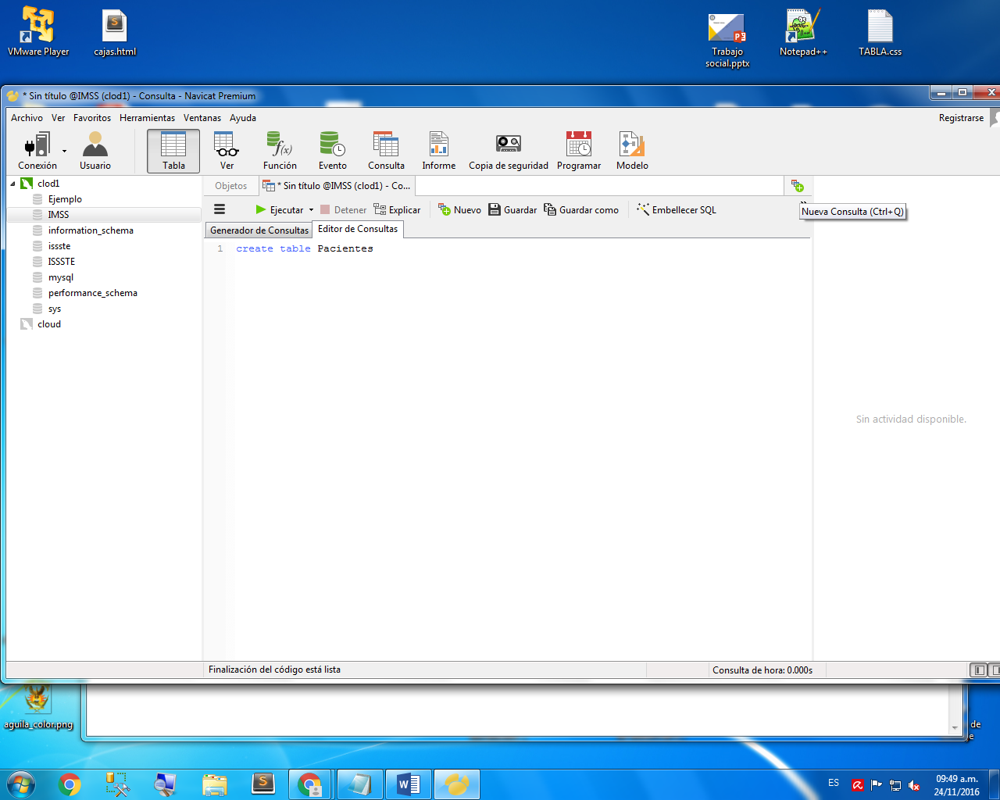 VMware Player
cajas.html
Trabajo
social.pptx
Notepad++
TABLA.css
* Sin título @IMSS (clod1) - Consulta - Navicat Premium
Archivo Ver Favoritos Herramientas Ventanas Ayuda
Registrarse
Conexión Usuario Tabla Ver Función Evento Consulta Informe Copia de seguridad Programar Modelo
clod1
Ejemplo
IMSS
information_schema
issste
ISSSTE
mysql
performance_schema
sys
cloud
Objetos
* Sin título @IMSS (clod1) - Co...
Ejecutar Detener Explicar Nuevo Guardar Guardar como Embellecer SQL
Nueva Consulta (Ctrl+Q)
Generador de Consultas Editor de Consultas
1 create table Pacientes
Sin actividad disponible.
Finalización del código está lista
Consulta de hora: 0.000s
aguila_color.png
de
e
ES
09:49 a.m.
24/11/2016